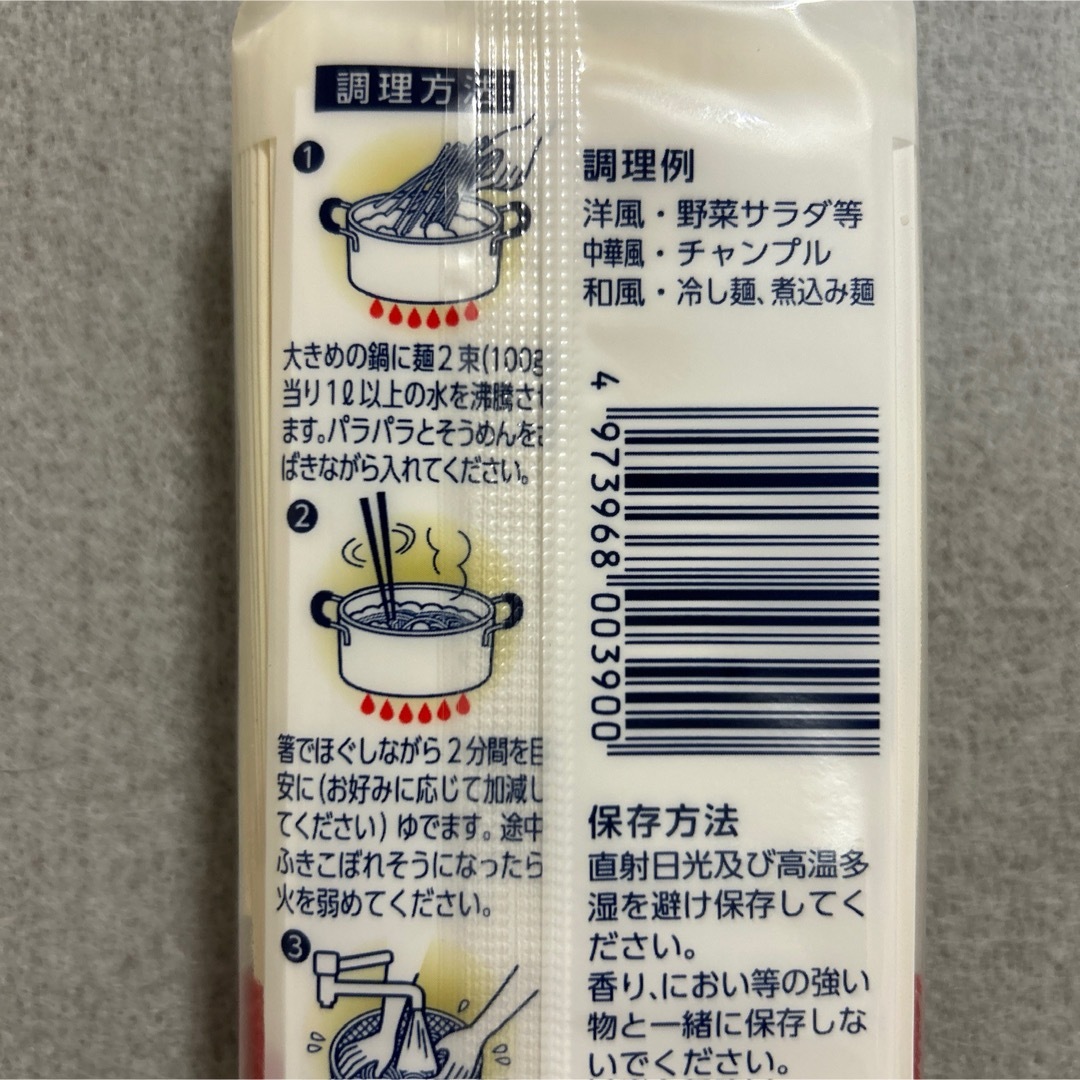 調理方法
1
大きめの鍋に麺2束(100g
当り1ℓ以上の水を沸騰させ
ます。パラパラとそうめんをさ
ばきながら入れてください。
2
箸でほぐしながら2分間を目
安に(お好みに応じて加減し
てください)ゆでます。途中
ふきこぼれそうになったら
火を弱めてください。
3
調理例
洋風・野菜サラダ等
中華風・チャンプル
和風・冷し麺、煮込み麺
4 973968 003900
保存方法
直射日光及び高温多
湿を避け保存してく
ださい。
香り、におい等の強い
物と一緒に保存しな
いでください。